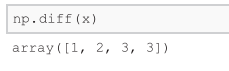 np.diff(x)
array([1, 2, 3, 3])